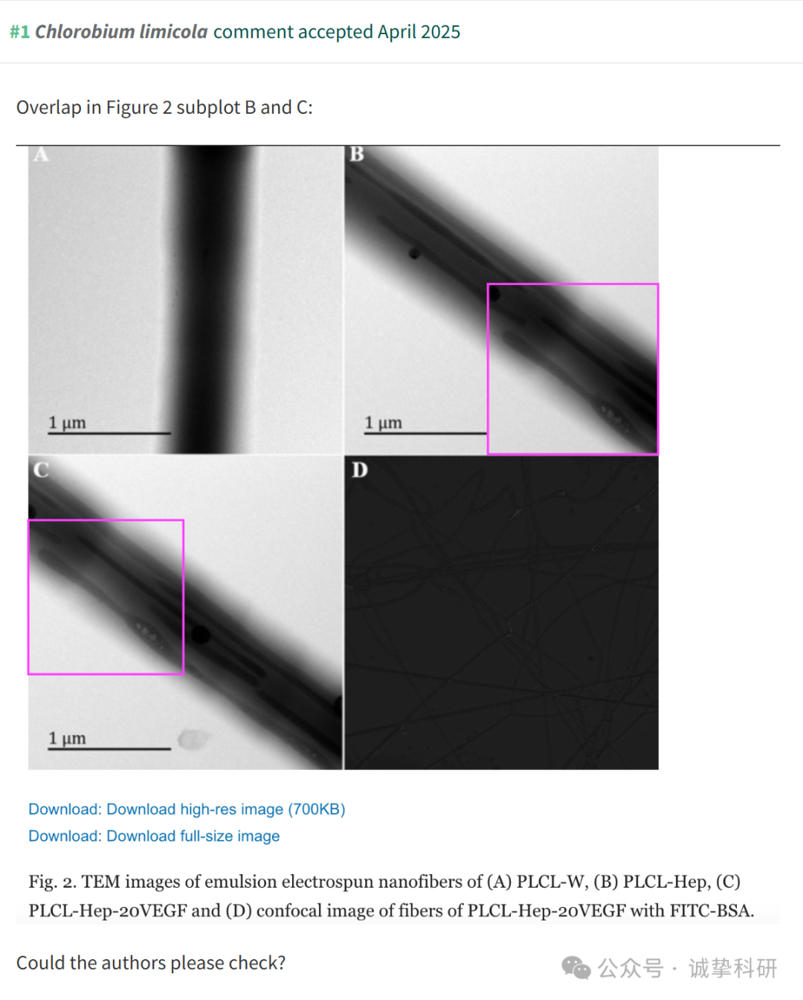 #1 Chlorobium limicola comment accepted April 2025
Overlap in Figure 2 subplot B and C:
A
B
1 µm
1 µm
C
D
1 µm
Download: Download high-res image (700KB)
Download: Download full-size image
Fig. 2. TEM images of emulsion electrospun nanofibers of (A) PLCL-W, (B) PLCL-Hep, (C)
PLCL-Hep-20VEGF and (D) confocal image of fibers of PLCL-Hep-20VEGF with FITC-BSA.
Could the authors please check?
公众号 · 诚挚科研